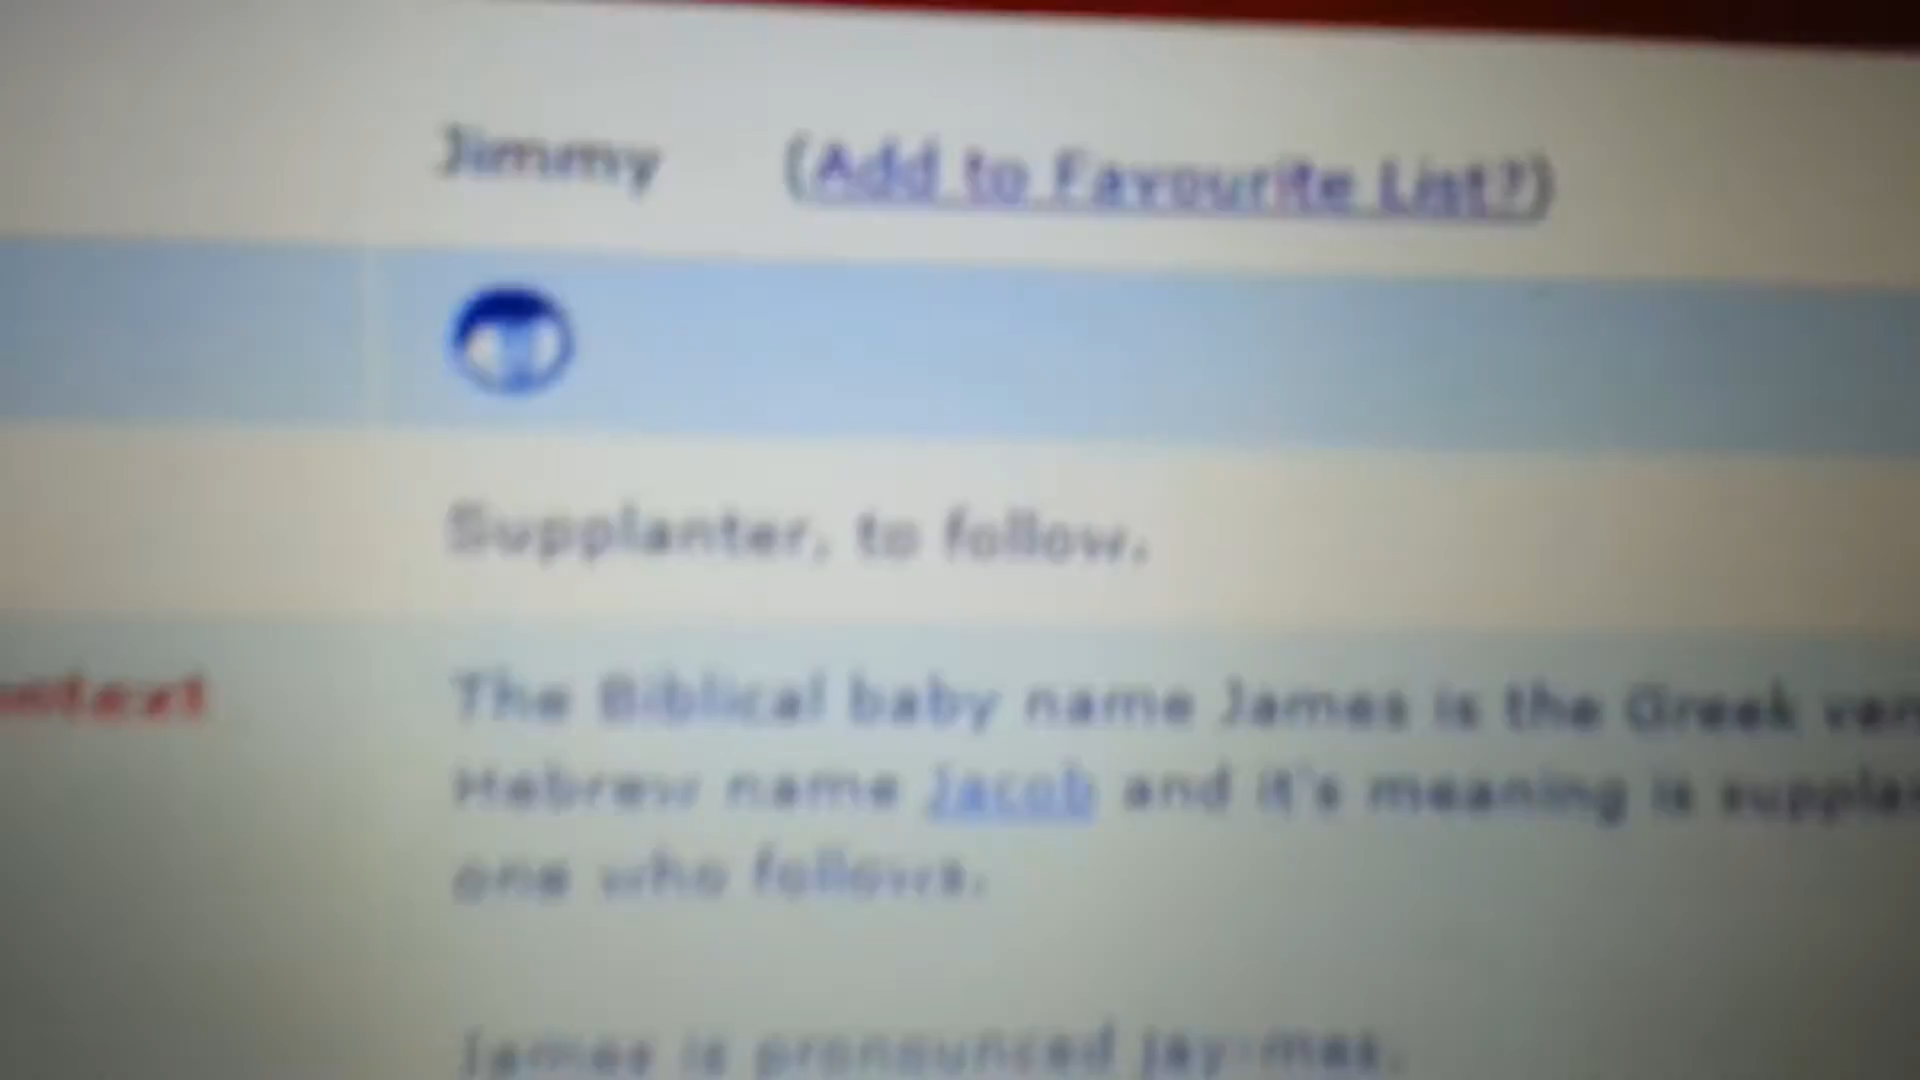 Jimmy (Add to Favourite List?)
Supplanter, to follow.
ontext
The Biblical baby name James is the Greek ver
Hebrew name Jacob and it's meaning is supplan
one who follows.
James is pronounced jay-mes.